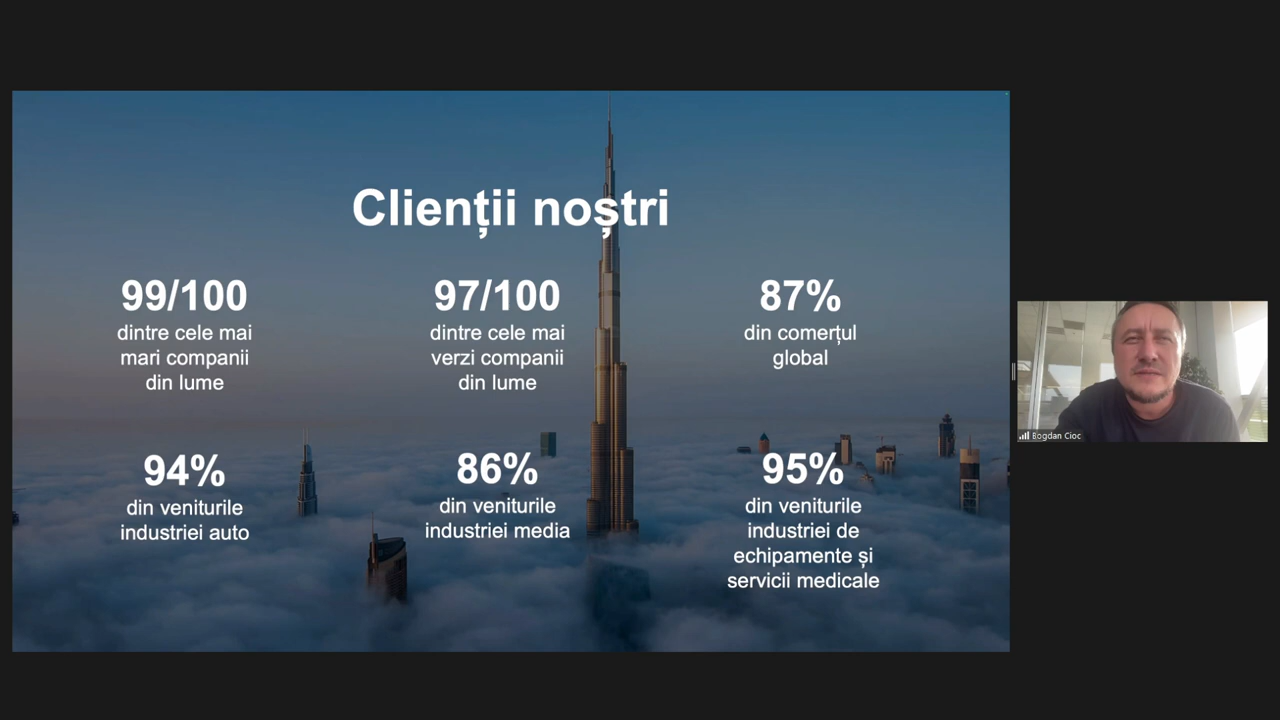 Clienții noștri
99/100
dintre cele mai
mari companii
din lume
97/100
dintre cele mai
verzi companii
din lume
87%
din comerțul
global
94%
din veniturile
industriei auto
86%
din veniturile
industriei media
95%
din veniturile
industriei de
echipamente și
servicii medicale
Bogdan Cioc